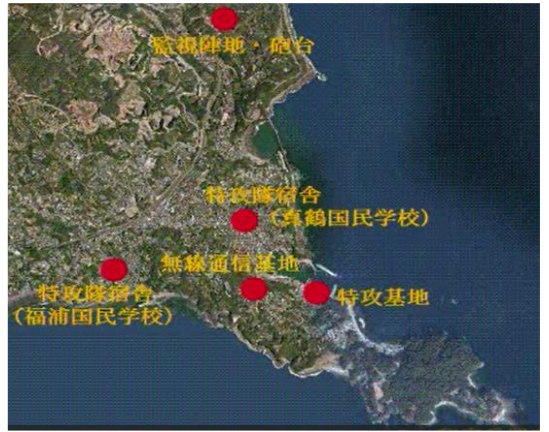 監視陣地・砲台
特攻隊宿舎
（真鶴国民学校）
無線通信基地
特攻基地
特攻隊宿舎
（福浦国民学校）